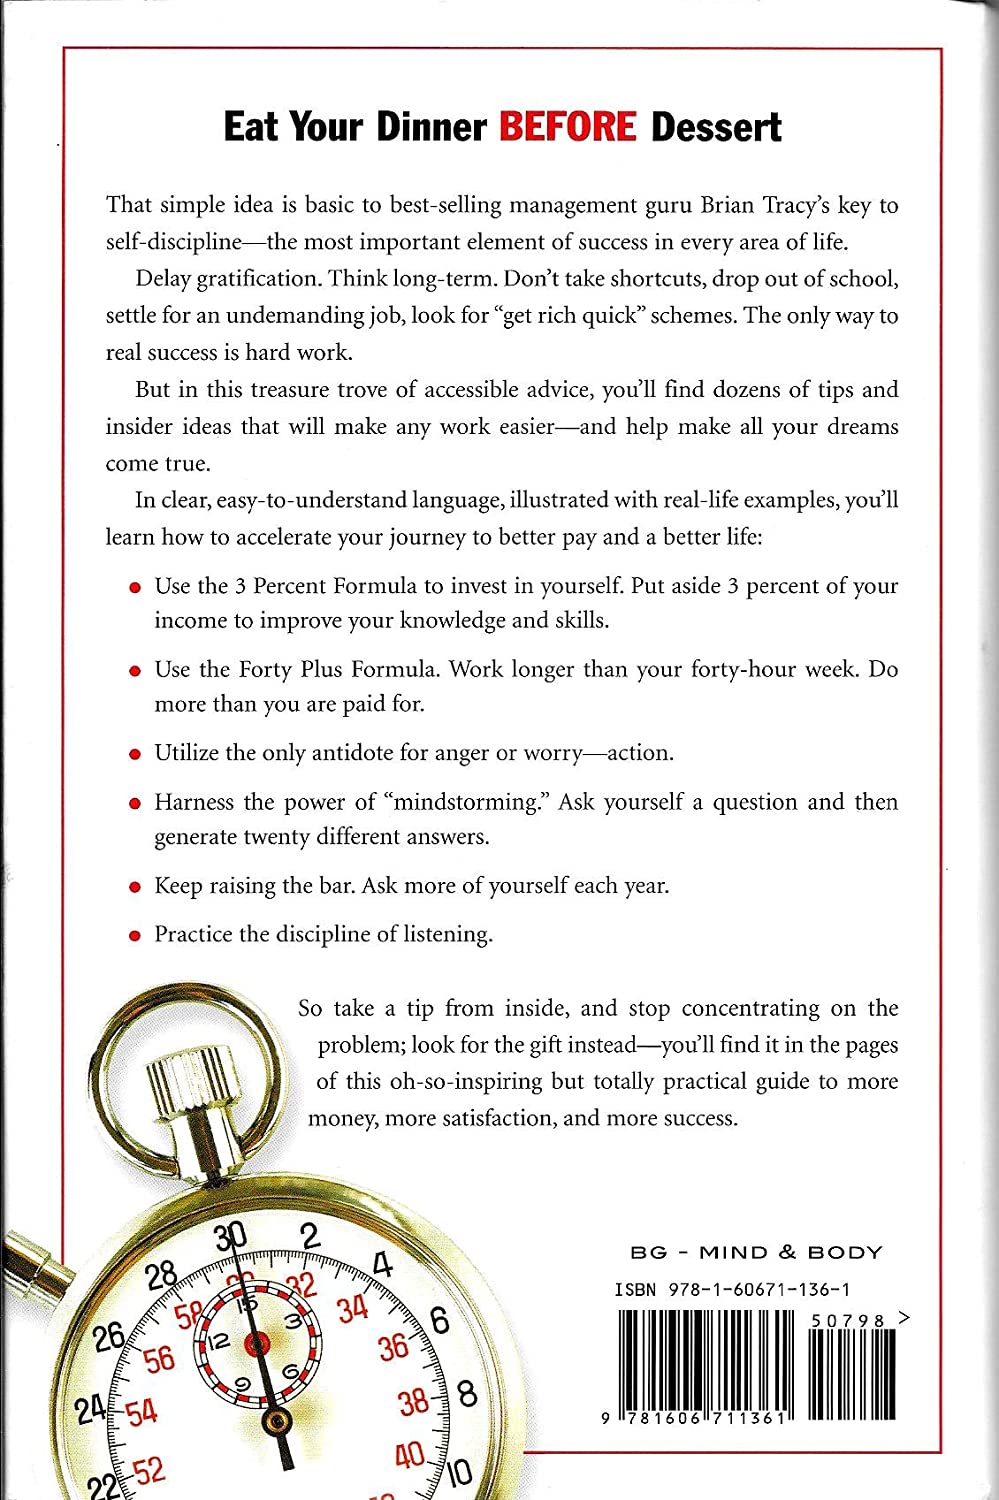 Eat Your Dinner BEFORE Dessert
That simple idea is basic to best-selling management guru Brian Tracy's key to
self-discipline—the most important element of success in every area of life.
Delay gratification. Think long-term. Don't take shortcuts, drop out of school,
settle for an undemanding job, look for “get rich quick” schemes. The only way to
real success is hard work.
But in this treasure trove of accessible advice, you'll find dozens of tips and
insider ideas that will make any work easier—and help make all your dreams
come true.
In clear, easy-to-understand language, illustrated with real-life examples, you'll
learn how to accelerate your journey to better pay and a better life:
• Use the 3 Percent Formula to invest in yourself. Put aside 3 percent of your
income to improve your knowledge and skills.
• Use the Forty Plus Formula. Work longer than your forty-hour week. Do
more than you are paid for.
• Utilize the only antidote for anger or worry—action.
• Harness the power of “mindstorming.” Ask yourself a question and then
generate twenty different answers.
• Keep raising the bar. Ask more of yourself each year.
• Practice the discipline of listening.
So take a tip from inside, and stop concentrating on the
problem; look for the gift instead—you'll find it in the pages
of this oh-so-inspiring but totally practical guide to more
money, more satisfaction, and more success.
30 2 4 6 8 10 22 24 26 28
32 34 36 38 40 52 54 56 58
15 3 6 9 12
BG - MIND & BODY
ISBN 978-1-60671-136-1
50798 >
9 781606 711361